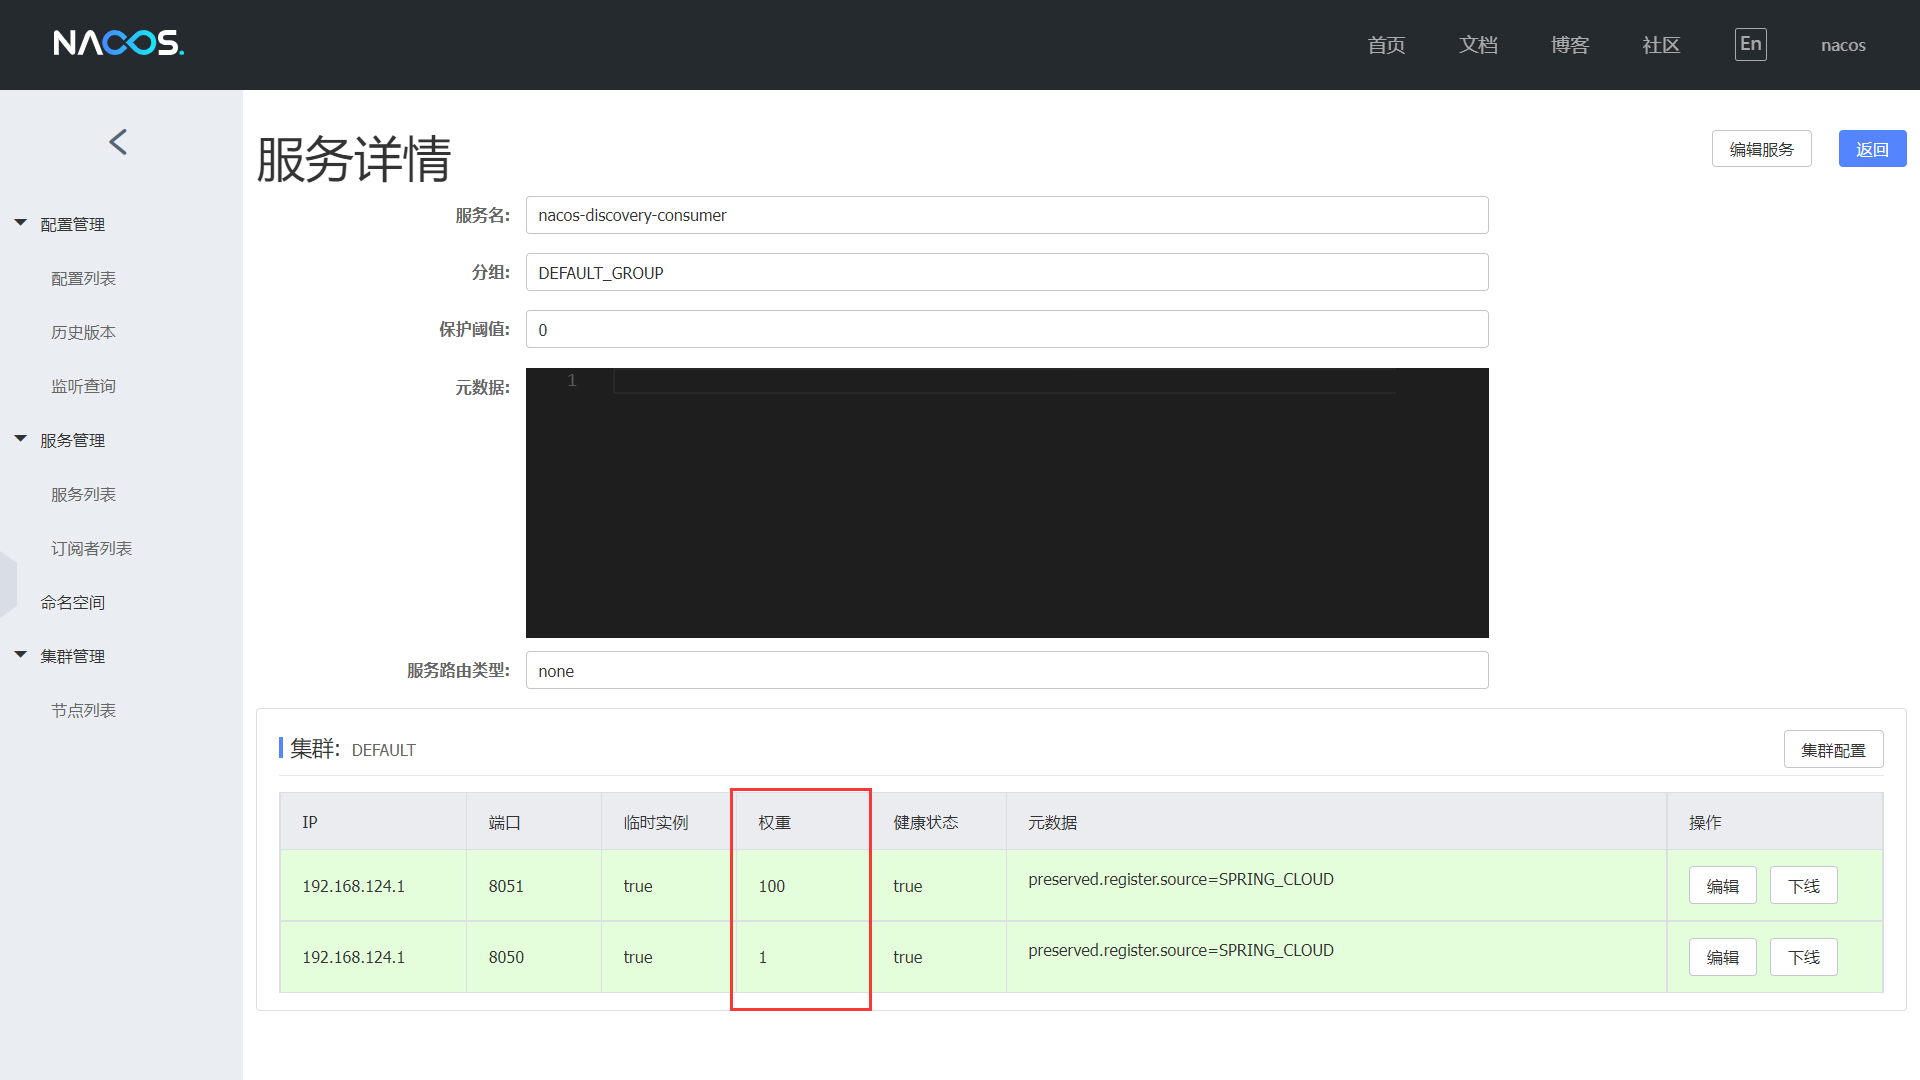 NACOS.
首页 文档 博客 社区 En nacos
服务详情
编辑服务 返回
配置管理
配置列表
历史版本
监听查询
服务管理
服务列表
订阅者列表
命名空间
集群管理
节点列表
服务名: nacos-discovery-consumer
分组: DEFAULT_GROUP
保护阈值: 0
元数据: 1
服务路由类型: none
集群: DEFAULT 集群配置
IP 端口 临时实例 权重 健康状态 元数据 操作
192.168.124.1 8051 true 100 true preserved.register.source=SPRING_CLOUD 编辑 下线
192.168.124.1 8050 true 1 true preserved.register.source=SPRING_CLOUD 编辑 下线